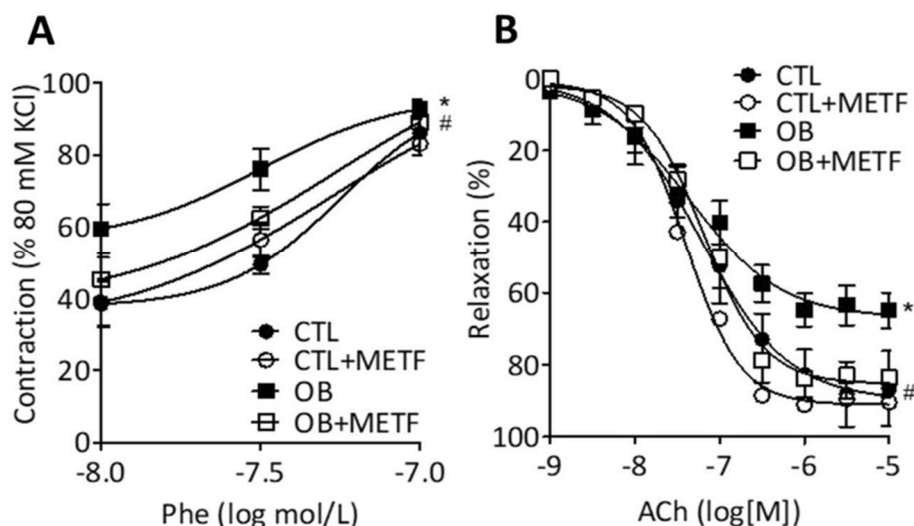 A
Contraction (% 80 mM KCl)
100
80
60
40
20
0
*
#
CTL
CTL+METF
OB
OB+METF
-8.0
-7.5
-7.0
Phe (log mol/L)
B
Relaxation (%)
0
20
40
60
80
100
CTL
CTL+METF
OB
OB+METF
*
#
-9
-8
-7
-6
-5
ACh (log[M])